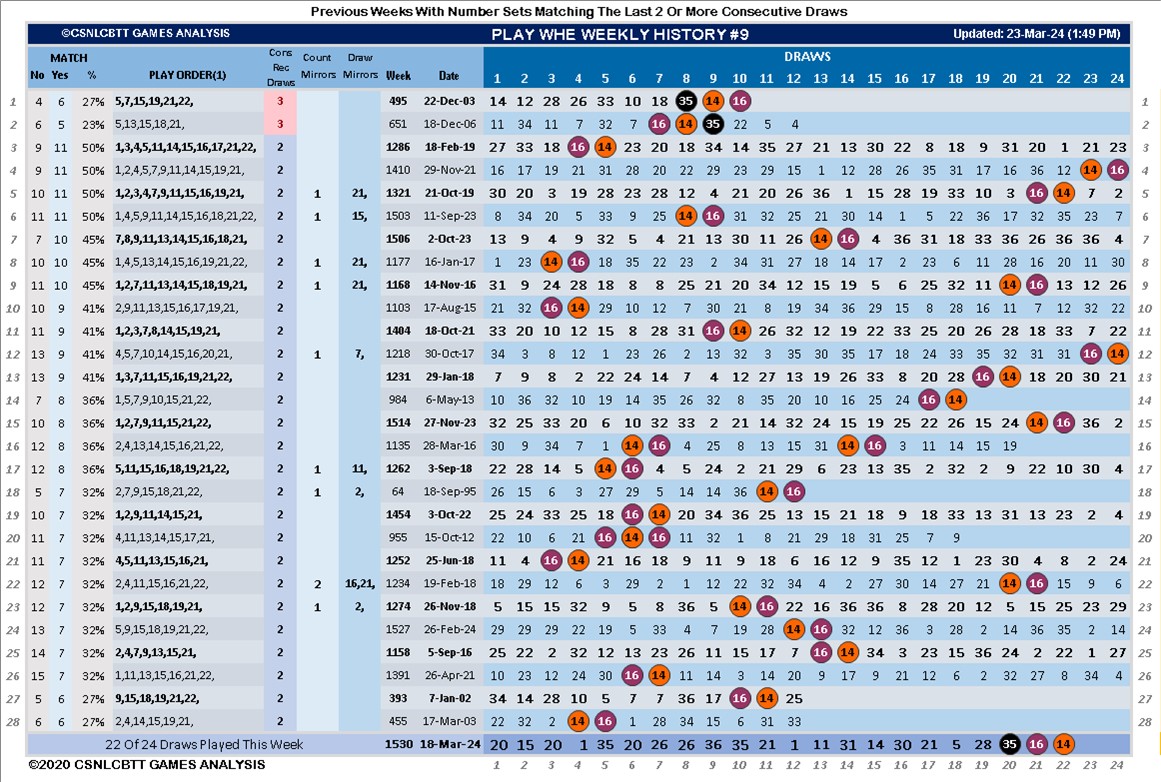 Previous Weeks With Number Sets Matching The Last 2 Or More Consecutive Draws
©CSNLCBTT GAMES ANALYSIS PLAY WHE WEEKLY HISTORY #9 Updated: 23-Mar-24 (1:49 PM)
MATCH Cons Rec Draws Count Mirrors Draw Mirrors DRAWS
No Yes % PLAY ORDER(1) Week Date 1 2 3 4 5 6 7 8 9 10 11 12 13 14 15 16 17 18 19 20 21 22 23 24
1 4 6 27% 5,7,15,19,21,22, 3 495 22-Dec-03 14 12 28 26 33 10 18 35 14 16 1
2 6 5 23% 5,13,15,18,21, 3 651 18-Dec-06 11 34 11 7 32 7 16 14 35 22 5 4 2
3 9 11 50% 1,3,4,5,11,14,15,16,17,21,22, 2 1286 18-Feb-19 27 33 18 16 14 23 20 18 34 14 35 27 21 13 30 22 8 18 9 31 20 1 21 23 3
4 9 11 50% 1,2,4,5,7,9,11,14,15,19,21, 2 1410 29-Nov-21 16 17 19 21 31 28 20 22 29 23 29 15 1 12 28 26 35 31 17 16 36 12 14 16 4
5 10 11 50% 1,2,3,4,7,9,11,15,16,19,21, 2 1 21, 1321 21-Oct-19 30 20 3 19 28 23 28 12 4 21 20 26 36 1 15 28 19 33 10 3 16 14 7 2 5
6 11 11 50% 1,4,5,9,11,14,15,16,18,21,22, 2 1 15, 1503 11-Sep-23 8 34 20 5 33 9 25 14 16 31 32 25 21 30 14 1 5 22 36 17 32 35 23 7 6
7 7 10 45% 7,8,9,11,13,14,15,16,18,21, 2 1506 2-Oct-23 13 9 4 9 32 5 4 21 13 30 11 26 14 16 4 36 31 18 33 36 26 36 36 4 7
8 10 10 45% 1,4,5,13,14,15,16,19,21,22, 2 1 21, 1177 16-Jan-17 1 23 14 16 18 35 22 23 2 34 31 27 18 14 17 2 23 6 11 28 16 20 11 30 8
9 11 10 45% 1,2,7,11,13,14,15,18,19,21, 2 1 21, 1168 14-Nov-16 31 9 24 28 18 8 8 25 21 20 34 12 15 19 5 6 25 32 11 14 16 13 12 26 9
10 10 9 41% 2,9,11,13,15,16,17,19,21, 2 1103 17-Aug-15 21 32 16 14 29 10 12 7 30 21 8 19 34 36 29 15 8 28 16 11 7 12 32 22 10
11 11 9 41% 1,2,3,7,8,14,15,19,21, 2 1404 18-Oct-21 33 20 10 12 15 8 28 31 16 14 26 32 12 19 22 33 25 20 26 28 18 33 7 22 11
12 13 9 41% 4,5,7,10,14,15,16,20,21, 2 1 7, 1218 30-Oct-17 34 3 8 12 1 23 26 2 13 32 3 35 30 35 17 18 24 33 35 32 31 31 16 14 12
13 13 9 41% 1,3,7,11,15,16,19,21,22, 2 1231 29-Jan-18 7 9 8 2 22 24 14 7 4 12 27 13 19 26 33 8 20 28 16 14 18 20 30 21 13
14 7 8 36% 1,5,7,9,10,15,21,22, 2 984 6-May-13 10 36 32 10 19 14 35 26 32 8 35 20 10 16 25 24 16 14 14
15 10 8 36% 1,2,7,9,11,15,21,22, 2 1514 27-Nov-23 32 25 33 20 6 10 32 33 2 21 14 32 24 15 19 25 22 26 15 24 14 16 36 2 15
16 12 8 36% 2,4,13,14,15,16,21,22, 2 1135 28-Mar-16 30 9 34 7 1 14 16 4 25 8 13 15 31 14 16 22 3 11 14 15 19 16
17 12 8 36% 5,11,15,16,18,19,21,22, 2 1 11, 1262 3-Sep-18 22 28 14 5 14 16 4 5 24 2 21 29 6 23 13 35 2 32 2 9 22 10 30 4 17
18 5 7 32% 2,7,9,15,18,21,22, 2 1 2, 64 18-Sep-95 26 15 6 3 27 29 5 14 14 36 14 16 18
19 10 7 32% 1,2,9,11,14,15,21, 2 1454 3-Oct-22 25 24 33 25 18 16 14 20 34 36 25 13 15 21 18 9 18 33 13 31 13 23 9 4 19
20 11 7 32% 4,11,13,14,15,17,21, 2 955 15-Oct-12 22 10 6 21 16 14 16 11 32 1 8 21 29 18 20 31 25 7 9 20
21 11 7 32% 4,5,11,13,15,16,21, 2 1252 25-Jun-18 11 4 16 14 21 16 18 9 11 9 18 6 16 12 9 35 12 1 23 30 4 8 2 24 21
22 12 7 32% 2,4,11,15,16,21,22, 2 2 16,21, 1234 19-Feb-18 18 29 12 6 3 29 2 1 12 22 32 34 4 2 27 30 14 27 21 14 16 15 9 6 22
23 12 7 32% 1,2,9,15,18,19,21, 2 1 2, 1274 26-Nov-18 5 15 15 32 9 5 8 36 5 14 16 22 16 36 36 8 28 20 12 5 15 25 23 29 23
24 13 7 32% 5,9,15,18,19,21,22, 2 1527 26-Feb-24 29 29 29 22 19 5 33 4 7 19 28 14 16 32 12 36 3 28 2 14 36 35 2 14 24
25 14 7 32% 2,4,7,9,13,15,21, 2 1158 5-Sep-16 25 22 2 32 12 13 23 26 11 15 17 7 16 14 34 3 23 15 36 24 2 22 1 27 25
26 15 7 32% 1,11,13,15,16,21,22, 2 1391 26-Apr-21 10 23 12 24 30 16 14 11 14 3 12 14 20 9 17 9 21 12 6 2 32 27 8 34 4 26
27 5 6 27% 9,15,18,19,21,22, 2 393 7-Jan-02 34 14 28 10 5 7 7 36 17 16 14 25 27
28 6 6 27% 2,4,14,15,19,21, 2 455 17-Mar-03 22 32 2 14 16 1 28 34 15 6 31 33 28
22 Of 24 Draws Played This Week 1530 18-Mar-24 20 15 20 1 35 20 26 26 36 35 21 1 11 31 14 30 21 5 28 35 16 14
©2020 CSNLCBTT GAMES ANALYSIS 1 2 3 4 5 6 7 8 9 10 11 12 13 14 15 16 17 18 19 20 21 22 23 24